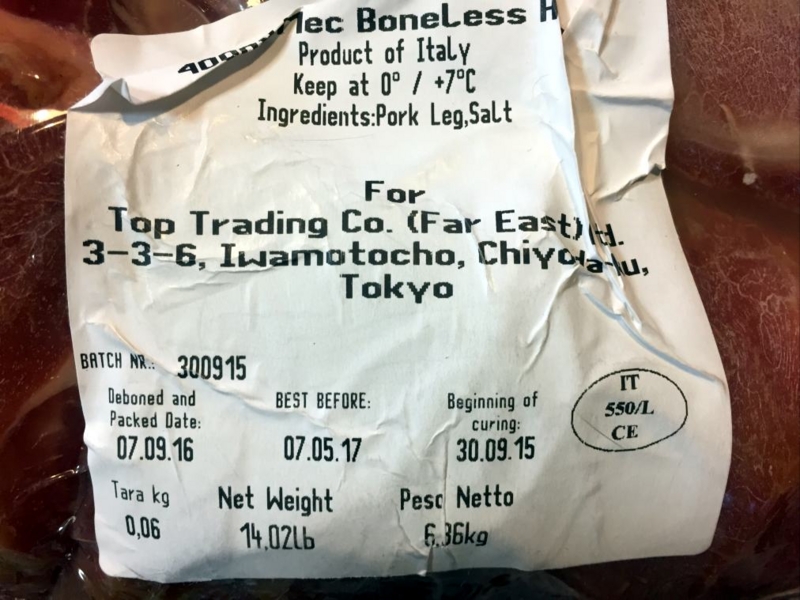 Mec BoneLess
Product of Italy
Keep at 0° / +7°C
Ingredients:Pork Leg,Salt
For
Top Trading Co. (Far East)
3-3-6, Iwamotocho,
Tokyo
BATCH NR.: 300915
Deboned and
Packed Date:
07.09.16
BEST BEFORE:
07.05.17
Beginning of
curing:
30.09.15
IT
550/L
CE
Tara kg
0,06
Net Weight
14,02Lb
Peso Netto
6,36kg